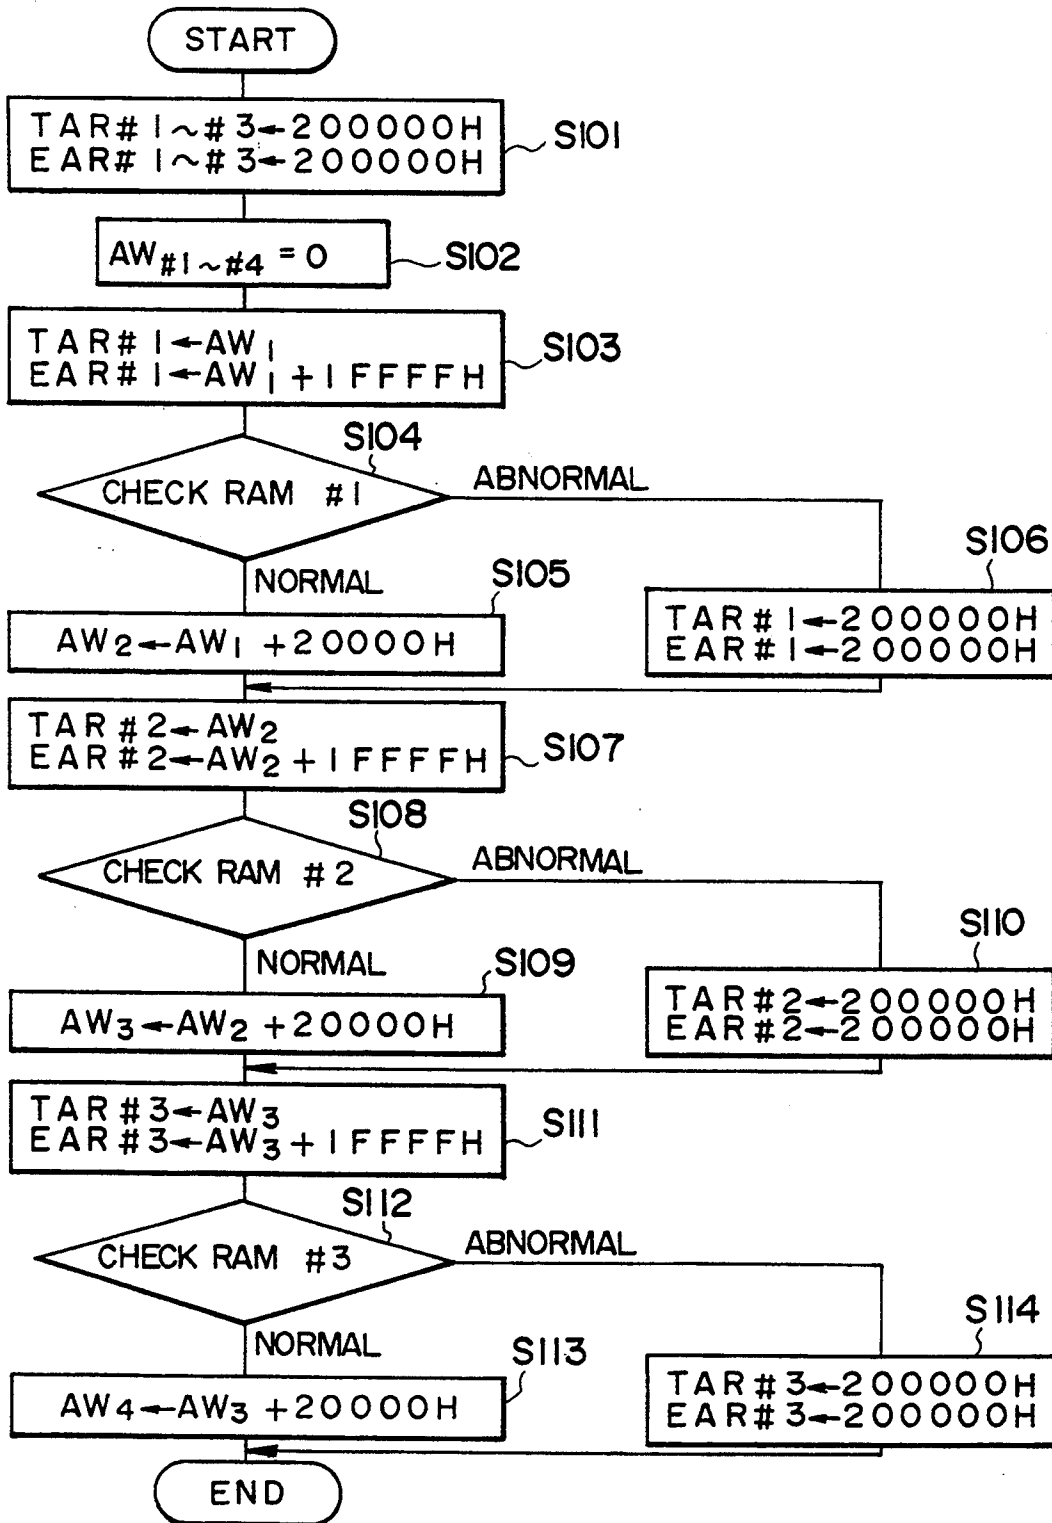 START
TAR#1~#3←200000H
EAR#1~#3←200000H
S101
AW#1~#4 = 0
S102
TAR#1←AW1
EAR#1←AW1+1FFFFH
S103
S104
CHECK RAM #1
ABNORMAL
NORMAL
S105
S106
AW2←AW1+20000H
TAR#1←200000H
EAR#1←200000H
TAR#2←AW2
EAR#2←AW2+1FFFFH
S107
S108
CHECK RAM #2
ABNORMAL
NORMAL
S109
S110
AW3←AW2+20000H
TAR#2←200000H
EAR#2←200000H
TAR#3←AW3
EAR#3←AW3+1FFFFH
S111
S112
CHECK RAM #3
ABNORMAL
NORMAL
S113
S114
AW4←AW3+20000H
TAR#3←200000H
EAR#3←200000H
END